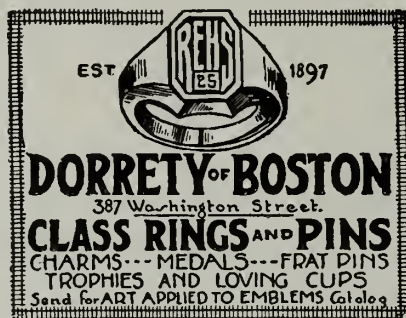 REHS
25
EST. 1897
DORRETY OF BOSTON
387 Washington Street.
CLASS RINGS AND PINS
CHARMS --- MEDALS --- FRAT PINS
TROPHIES AND LOVING CUPS
Send for ART APPLIED TO EMBLEMS Catalog